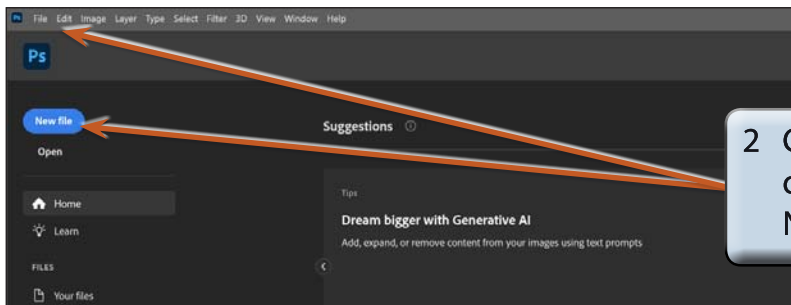 File Edit Image Layer Type Select Filter 3D View Window Help
Ps
New file
Open
Home
Learn
FILES
Your files
Suggestions
Tips
Dream bigger with Generative AI
Add, expand, or remove content from your images using text prompts
2